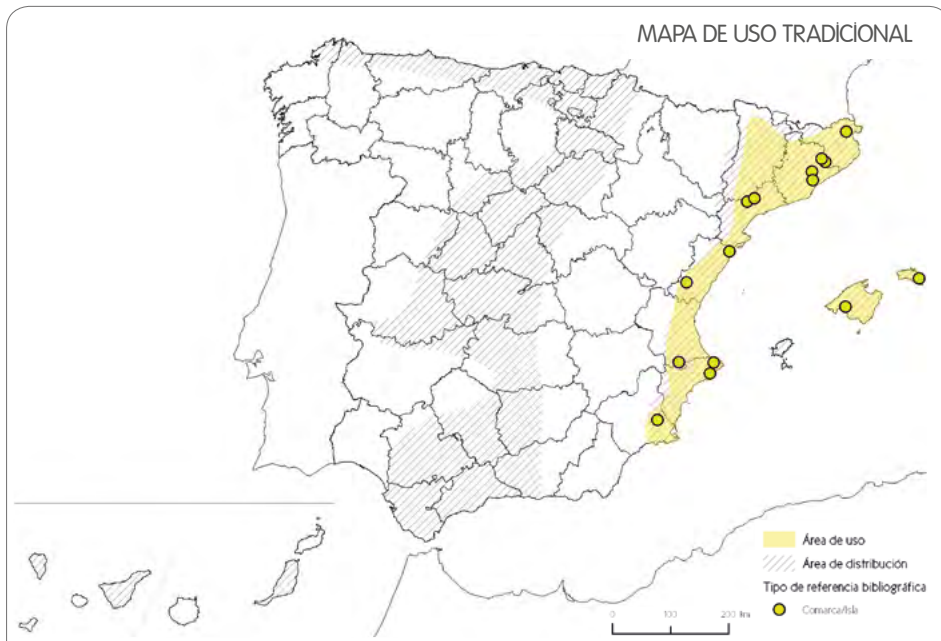 MAPA DE USO TRADICIONAL
Área de uso
Área de distribución
Tipo de referencia bibliográfica
Comarca/Isla
0 100 200 km